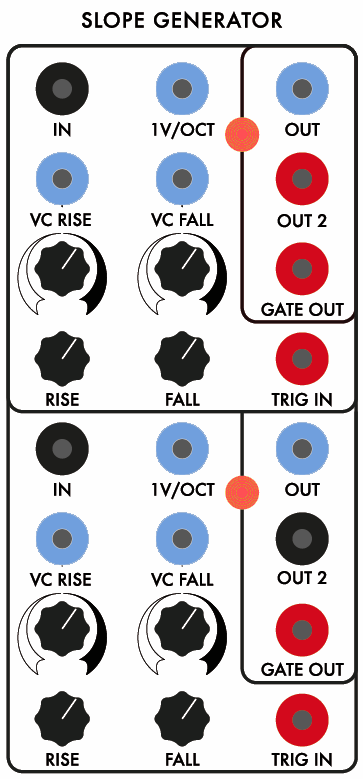 SLOPE GENERATOR
IN 1V/OCT OUT
VC RISE VC FALL OUT 2
GATE OUT
RISE FALL TRIG IN
IN 1V/OCT OUT
VC RISE VC FALL OUT 2
GATE OUT
RISE FALL TRIG IN